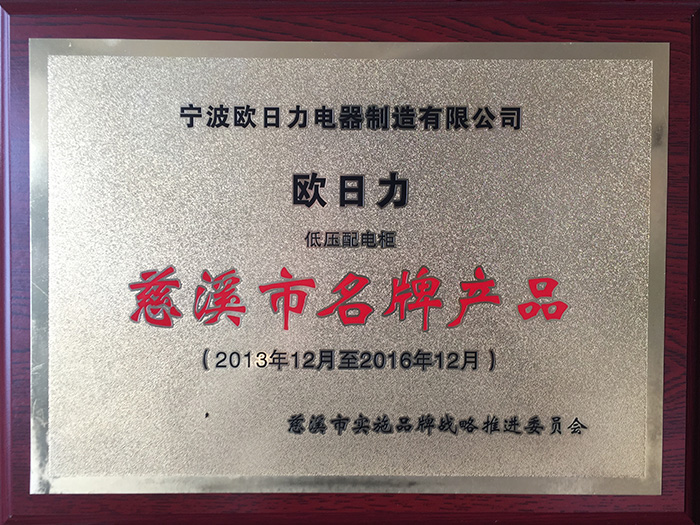 宁波欧日力电器制造有限公司
欧日力
低压配电柜
慈溪市名牌产品
（2013年12月至2016年12月）
慈溪市实施品牌战略推进委员会